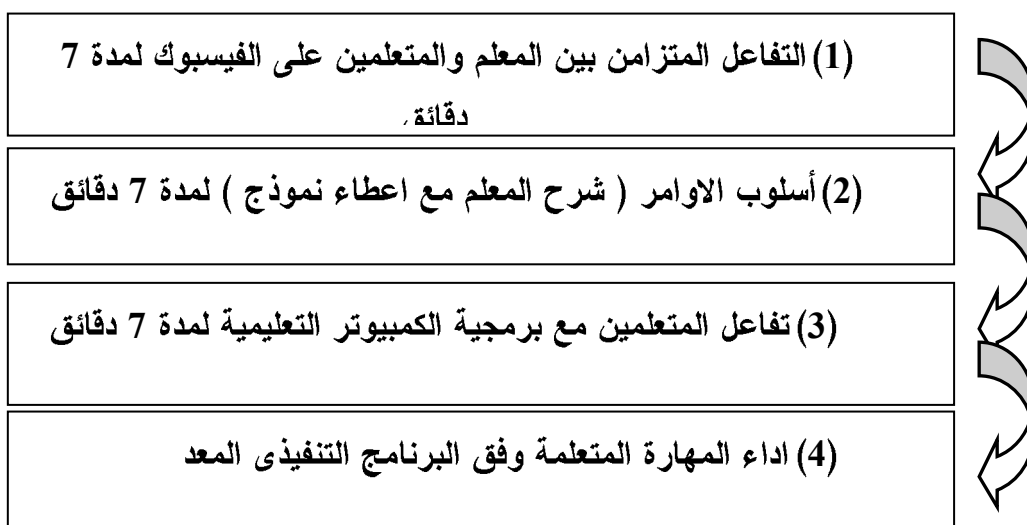 (1) التفاعل المتزامن بين المعلم والمتعلمين على الفيسبوك لمدة 7
دقائق
(2) أسلوب الاوامر ( شرح المعلم مع اعطاء نموذج ) لمدة 7 دقائق
(3) تفاعل المتعلمين مع برمجية الكمبيوتر التعليمية لمدة 7 دقائق
(4) اداء المهارة المتعلمة وفق البرنامج التنفيذى المعد